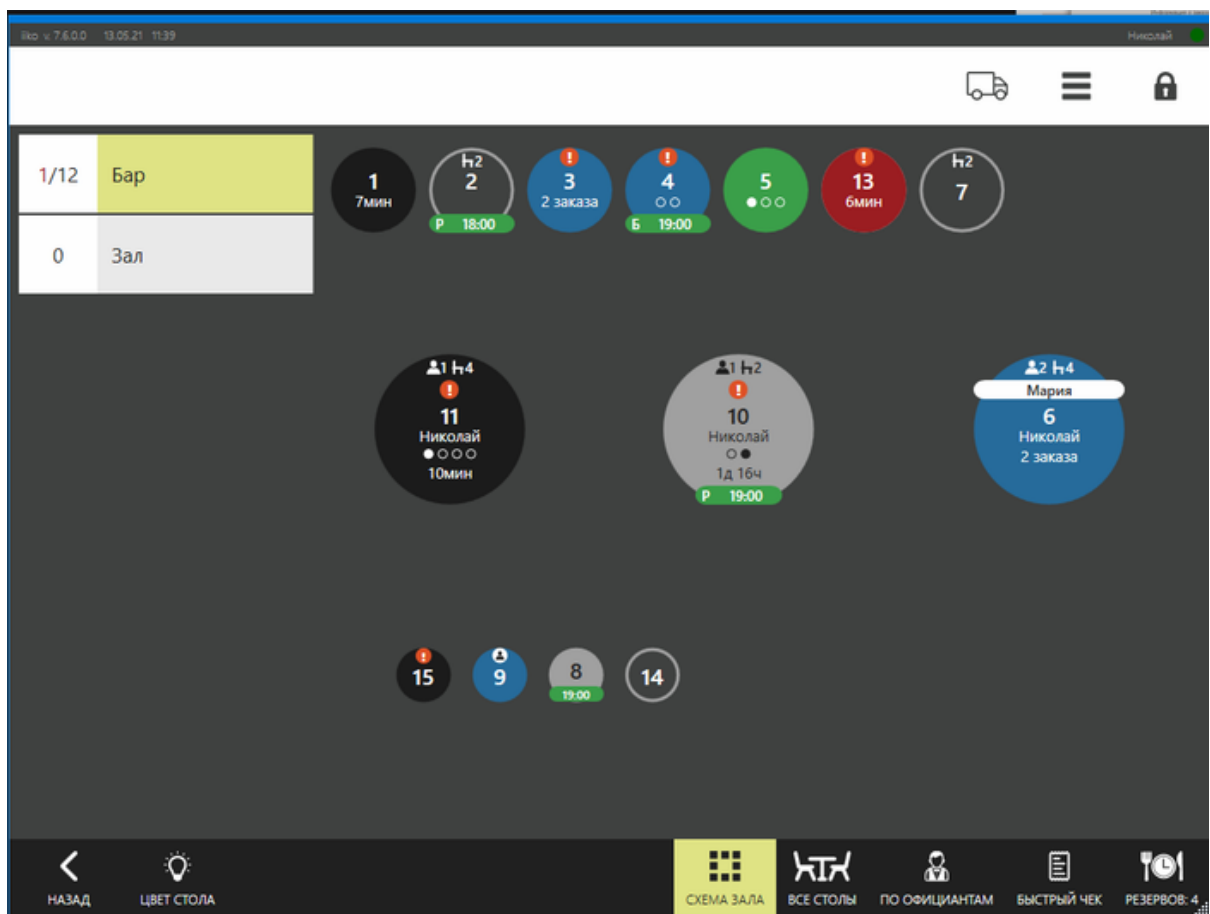 iiko v. 7.6.0.0 13.05.21 11:39 Николай
1/12 Бар
0 Зал
1
7мин
2
2
Р 18:00
3
2 заказа
4
Б 19:00
5
13
6мин
2
7
1 4
11
Николай
10мин
1 2
10
Николай
1д 16ч
Р 19:00
2 4
Мария
6
Николай
2 заказа
15
9
8
19:00
14
НАЗАД
ЦВЕТ СТОЛА
СХЕМА ЗАЛА
ВСЕ СТОЛЫ
ПО ОФИЦИАНТАМ
БЫСТРЫЙ ЧЕК
РЕЗЕРВОВ: 4